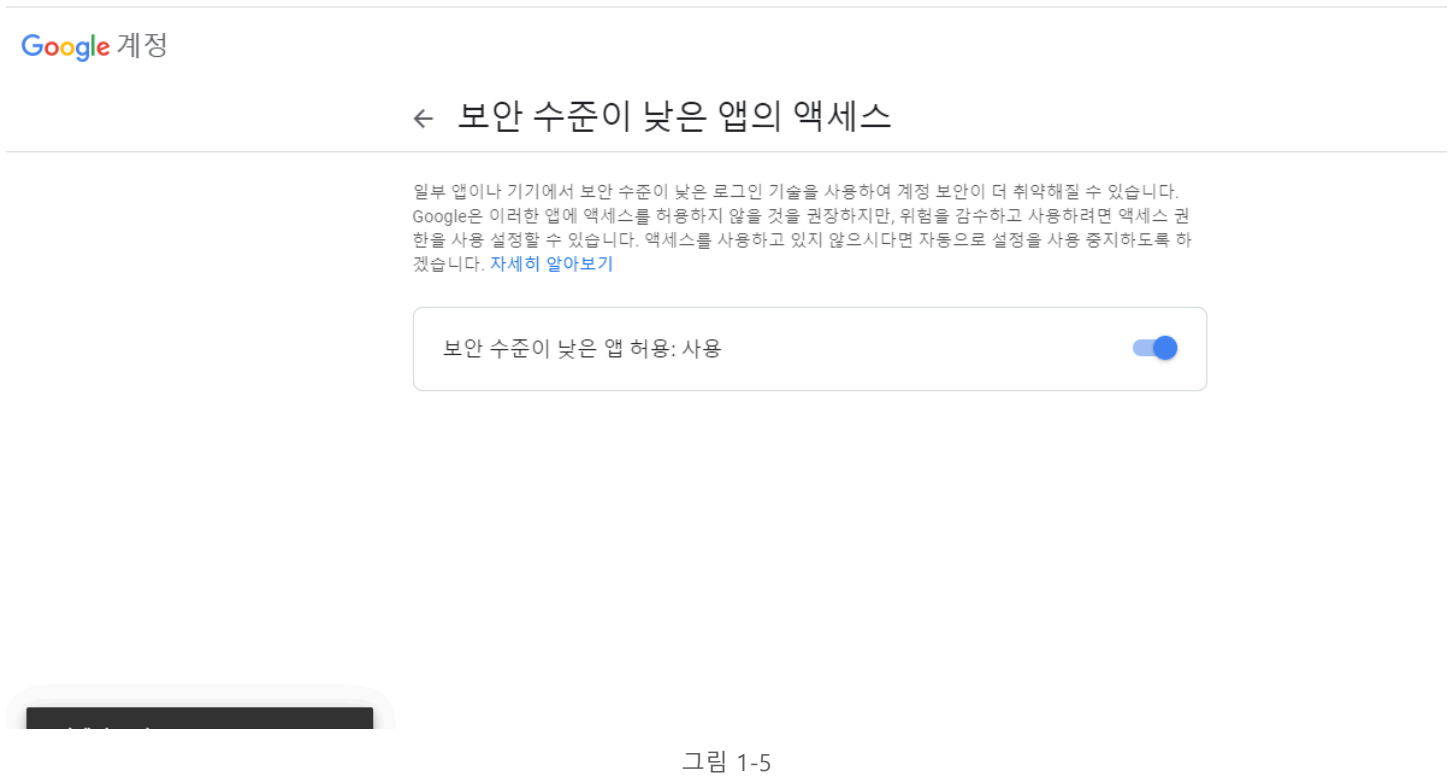 Google 계정
← 보안 수준이 낮은 앱의 액세스
일부 앱이나 기기에서 보안 수준이 낮은 로그인 기술을 사용하여 계정 보안이 더 취약해질 수 있습니다.
Google은 이러한 앱에 액세스를 허용하지 않을 것을 권장하지만, 위험을 감수하고 사용하려면 액세스 권
한을 사용 설정할 수 있습니다. 액세스를 사용하고 있지 않으시다면 자동으로 설정을 사용 중지하도록 하
겠습니다. 자세히 알아보기
보안 수준이 낮은 앱 허용: 사용
그림 1-5